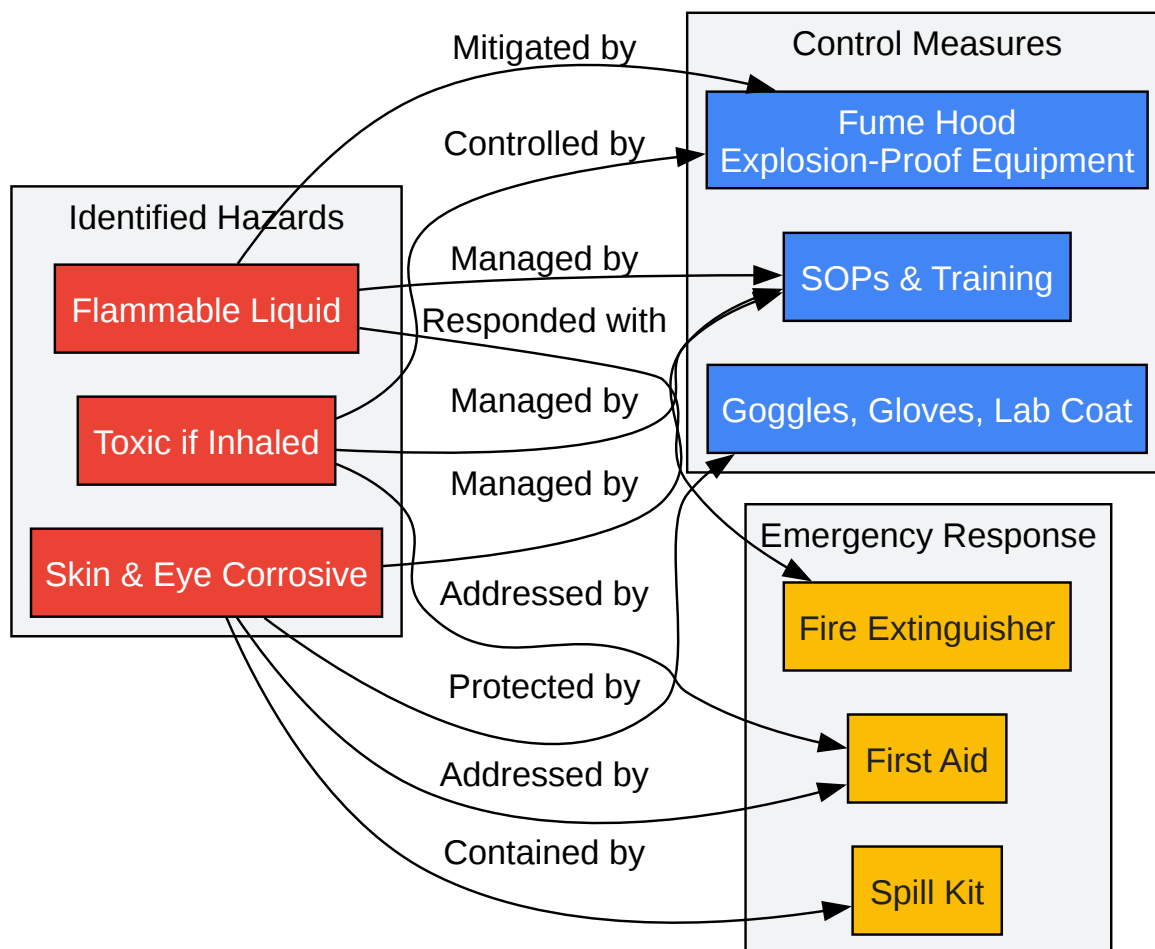 Mitigated by
Control Measures
Fume Hood
Explosion-Proof Equipment
Controlled by
Identified Hazards
Flammable Liquid
Managed by
SOPs & Training
Responded with
Toxic if Inhaled
Managed by
Goggles, Gloves, Lab Coat
Managed by
Skin & Eye Corrosive
Emergency Response
Addressed by
Fire Extinguisher
Protected by
Addressed by
First Aid
Contained by
Spill Kit